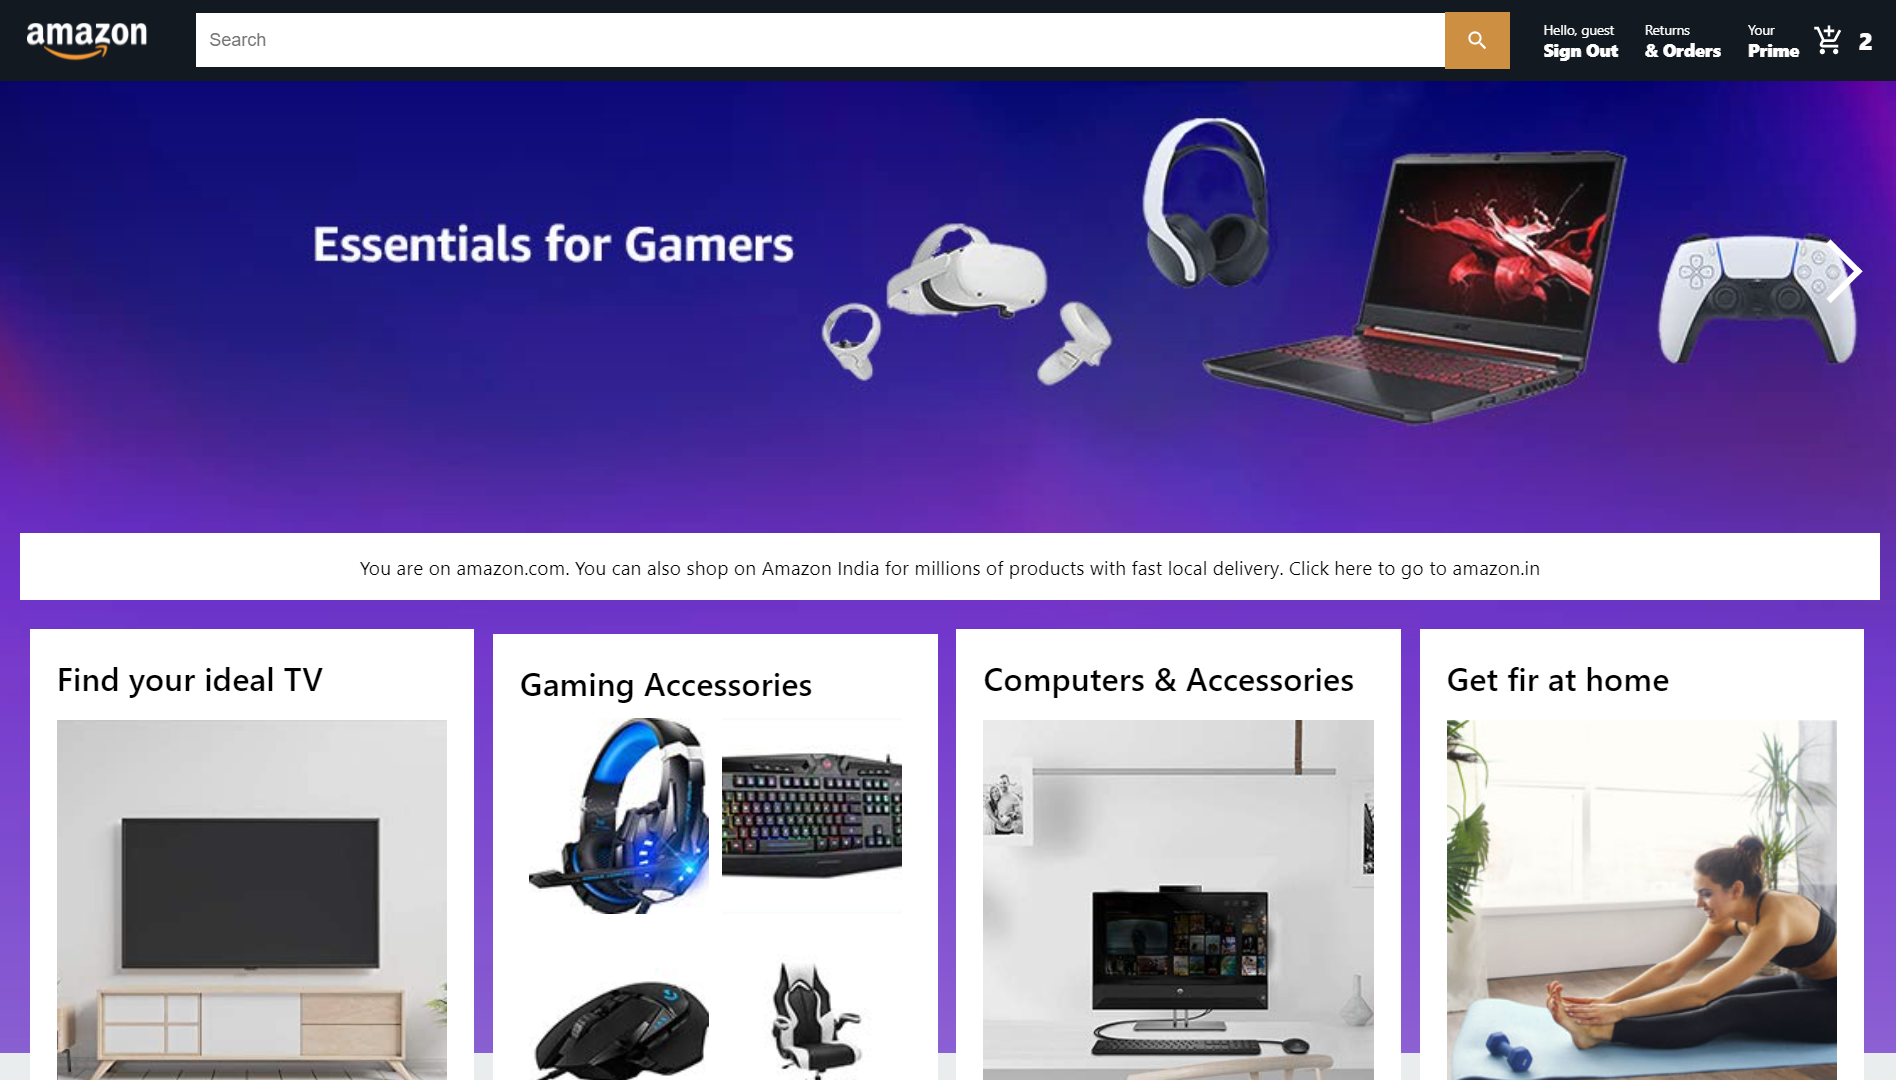 amazon
Search
Hello, guest
Sign Out
Returns
& Orders
Your
Prime
2
Essentials for Gamers
You are on amazon.com. You can also shop on Amazon India for millions of products with fast local delivery. Click here to go to amazon.in
Find your ideal TV
Gaming Accessories
Computers & Accessories
Get fir at home